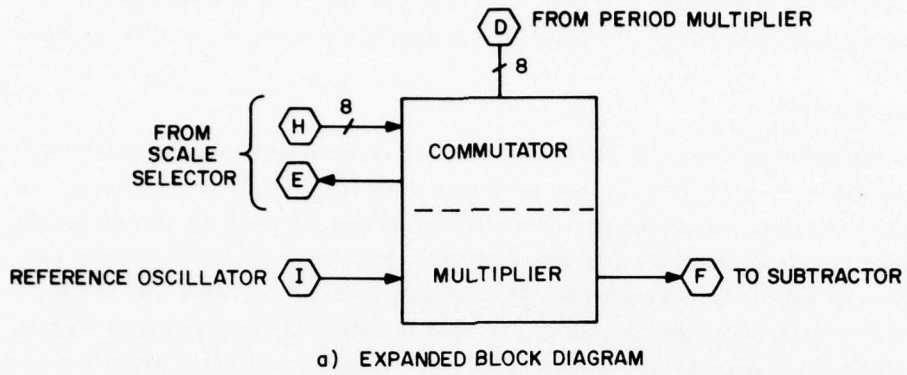 D FROM PERIOD MULTIPLIER
8
H 8
FROM
SCALE
SELECTOR
COMMUTATOR
E
REFERENCE OSCILLATOR I MULTIPLIER F TO SUBTRACTOR
a) EXPANDED BLOCK DIAGRAM